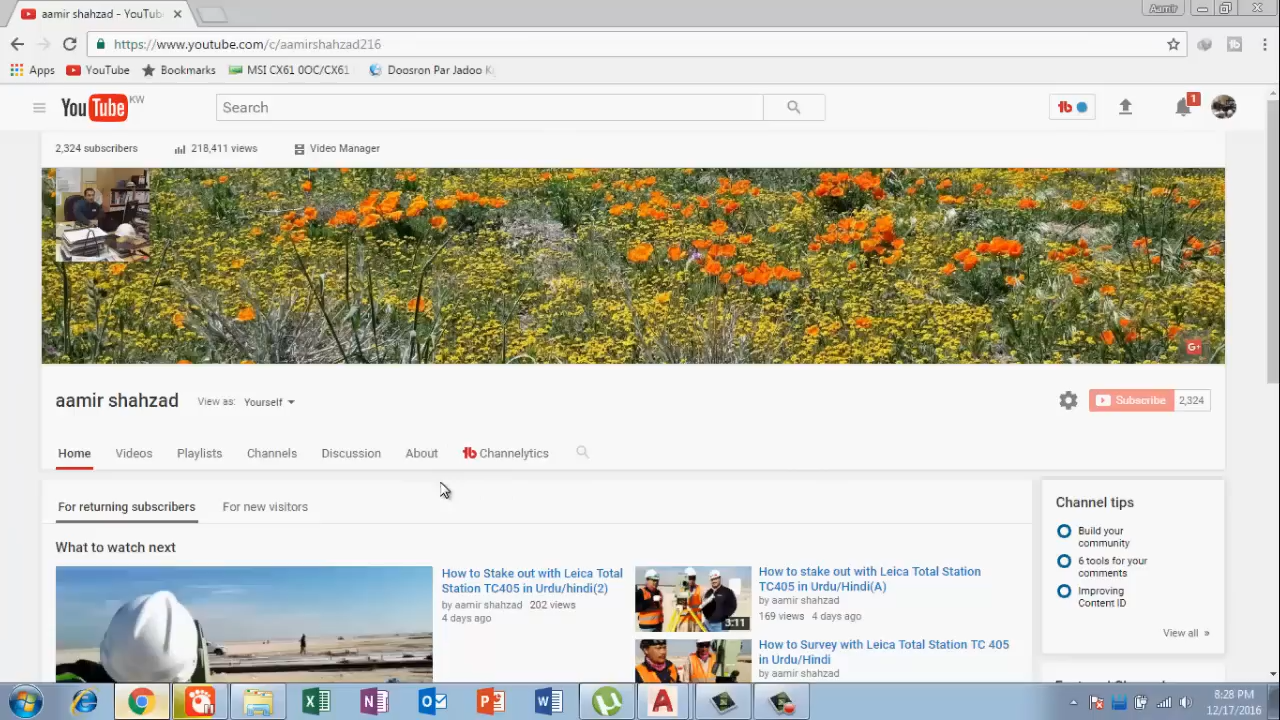 aamir shahzad - YouTub
Aamir
https://www.youtube.com/c/aamirshahzad216
Apps
YouTube
Bookmarks
MSI CX61 0OC/CX61
Doosron Par Jadoo K
YouTube KW
Search
1
2,324 subscribers
218,411 views
Video Manager
G+
aamir shahzad
View as:
Yourself
Subscribe
2,324
Home
Videos
Playlists
Channels
Discussion
About
Channelytics
For returning subscribers
For new visitors
Channel tips
Build your
community
6 tools for your
comments
Improving
Content ID
View all »
What to watch next
How to Stake out with Leica Total
Station TC405 in Urdu/hindi(2)
by aamir shahzad 202 views
4 days ago
3:11
How to stake out with Leica Total Station
TC405 in Urdu/Hindi(A)
by aamir shahzad
169 views 4 days ago
How to Survey with Leica Total Station TC 405
in Urdu/Hindi
by aamir shahzad
8:28 PM
12/17/2016